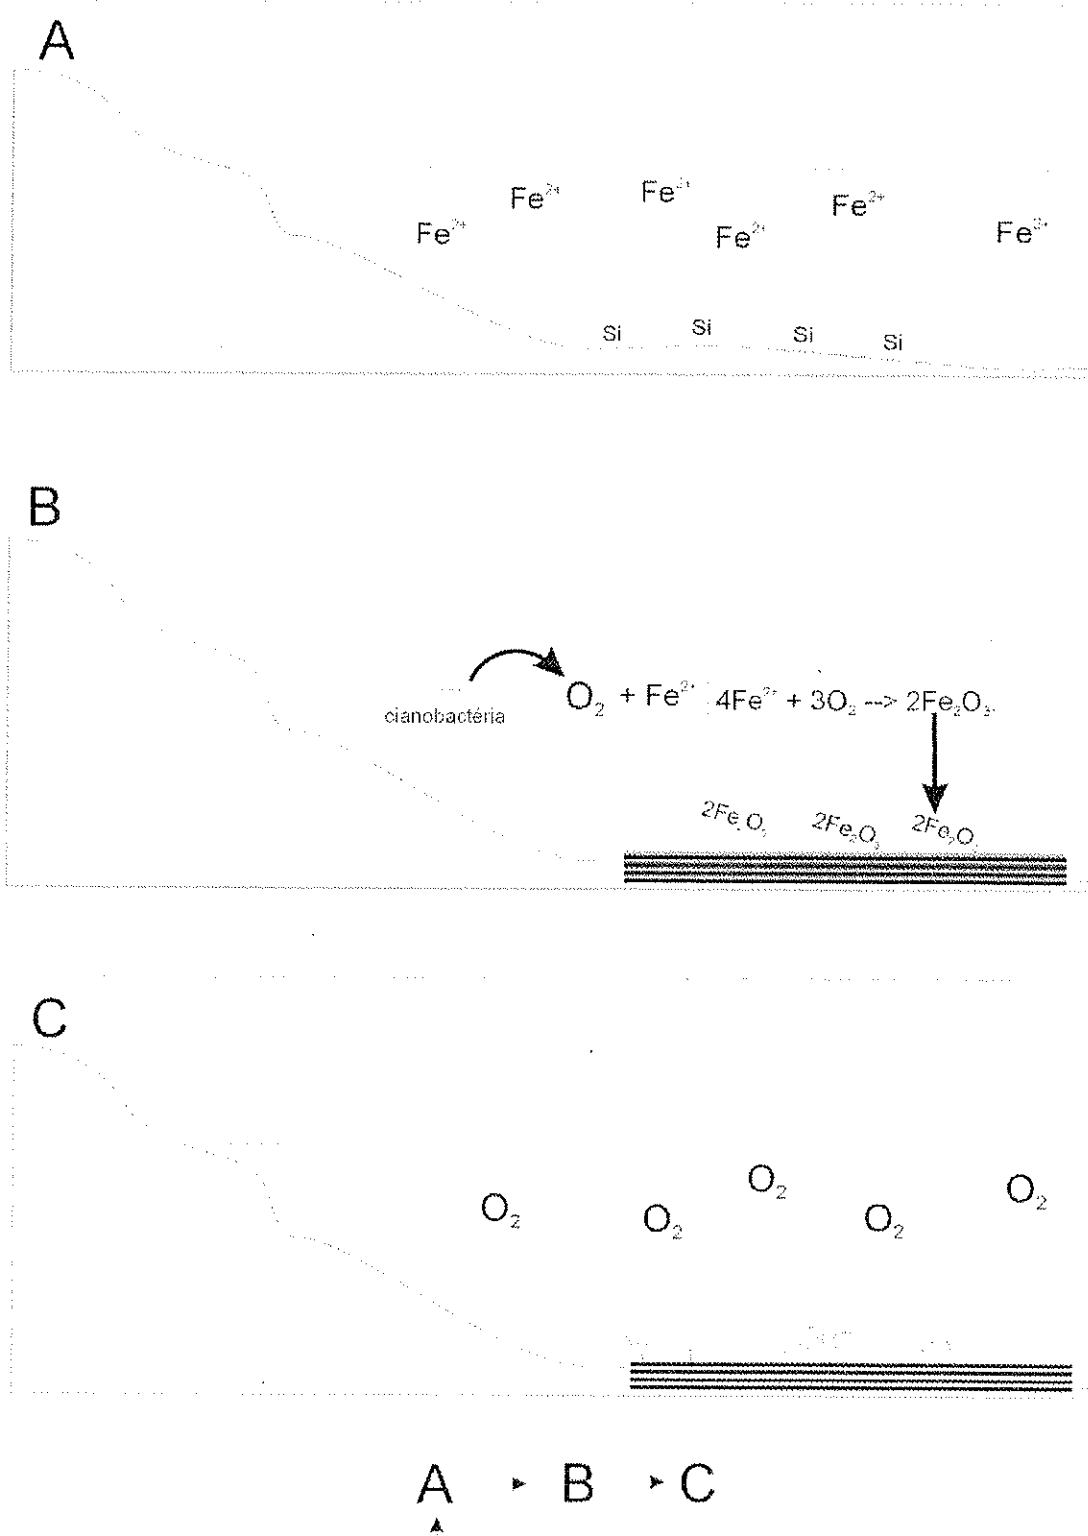 A
Fe²⁺ Fe²⁺ Fe²⁺ Fe²⁺ Fe²⁺ Fe²⁺
Si Si Si Si
B
cianobactéria
O₂ + Fe²⁺ 4Fe²⁺ + 3O₂ --> 2Fe₂O₃.
2Fe₂O₃ 2Fe₂O₃ 2Fe₂O₃
C
O₂ O₂ O₂ O₂ O₂
A ► B ► C